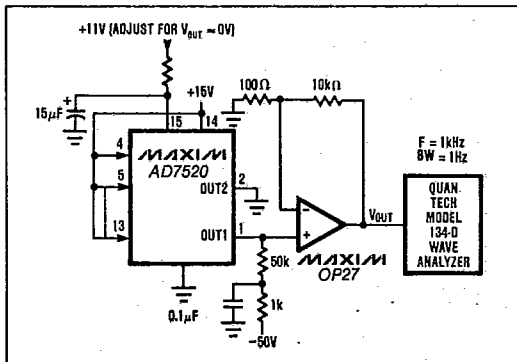 +11V (ADJUST FOR VOUT ≈ 0V)
+15V
100Ω
10kΩ
15µF
+
15
14
4
5
13
MAXIM
AD7520
OUT2
2
OUT1
1
-
+
VOUT
MAXIM
OP27
F = 1kHz
BW = 1Hz
QUAN
TECH
MODEL
134-D
WAVE
ANALYZER
50k
1k
0.1µF
-50V